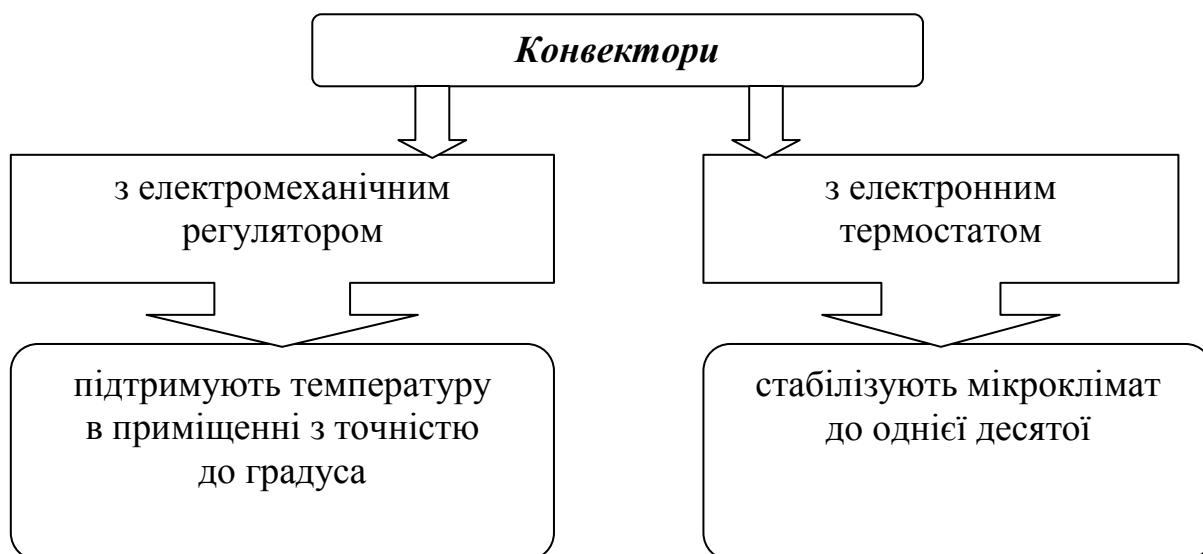 Конвектори
з електромеханічним
регулятором
з електронним
термостатом
підтримують температуру
в приміщенні з точністю
до градуса
стабілізують мікроклімат
до однієї десятої